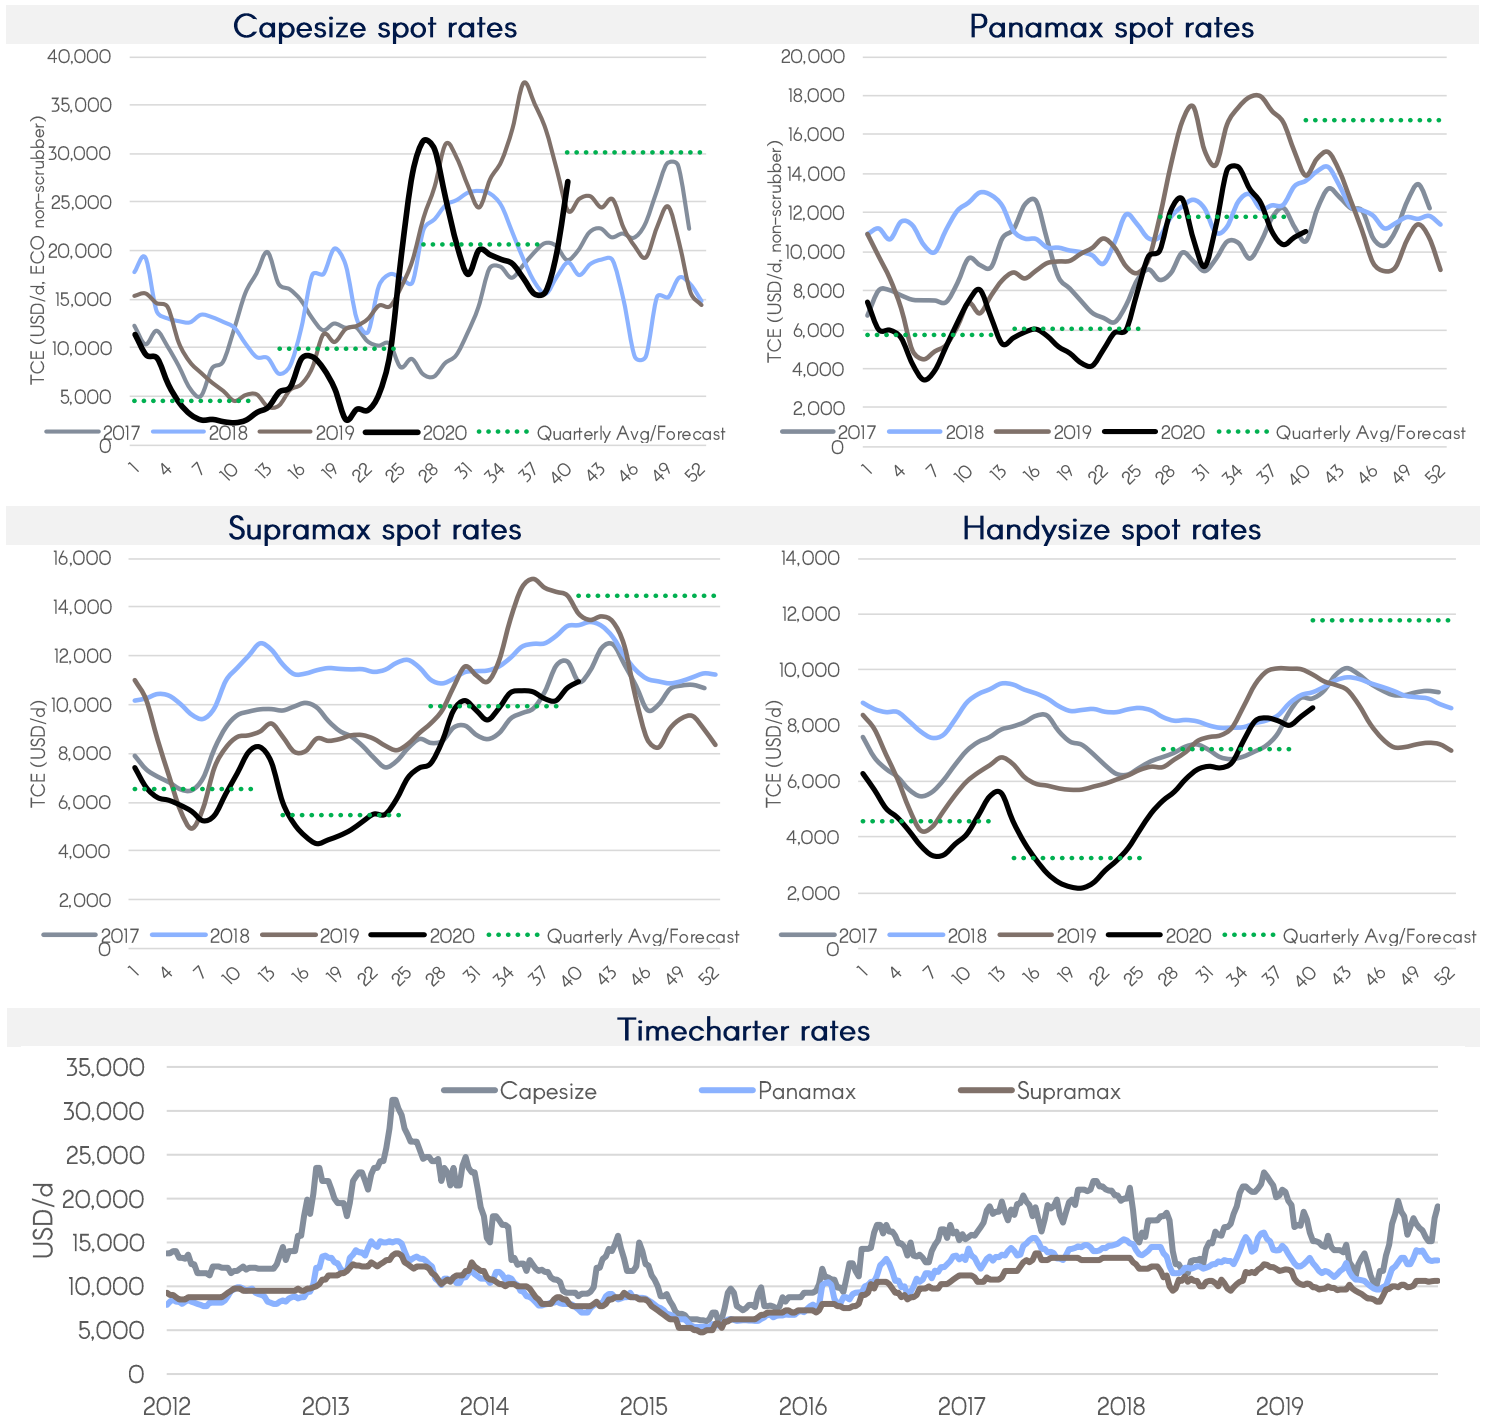 Capesize spot rates
TCE (USD/d, ECO non-scrubber)
40,000
35,000
30,000
25,000
20,000
15,000
10,000
5,000
0
2017 2018 2019 2020 Quarterly Avg/Forecast
1 4 7 10 13 16 19 22 25 28 31 34 37 40 43 46 49 52
Panamax spot rates
TCE (USD/d, non-scrubber)
20,000
18,000
16,000
14,000
12,000
10,000
8,000
6,000
4,000
2,000
0
2017 2018 2019 2020 Quarterly Avg/Forecast
1 4 7 10 13 16 19 22 25 28 31 34 37 40 43 46 49 52
Supramax spot rates
TCE (USD/d)
16,000
14,000
12,000
10,000
8,000
6,000
4,000
2,000
0
2017 2018 2019 2020 Quarterly Avg/Forecast
1 4 7 10 13 16 19 22 25 28 31 34 37 40 43 46 49 52
Handysize spot rates
TCE (USD/d)
14,000
12,000
10,000
8,000
6,000
4,000
2,000
0
2017 2018 2019 2020 Quarterly Avg/Forecast
1 4 7 10 13 16 19 22 25 28 31 34 37 40 43 46 49 52
Timecharter rates
USD/d
35,000
30,000
25,000
20,000
15,000
10,000
5,000
0
Capesize Panamax Supramax
2012 2013 2014 2015 2016 2017 2018 2019